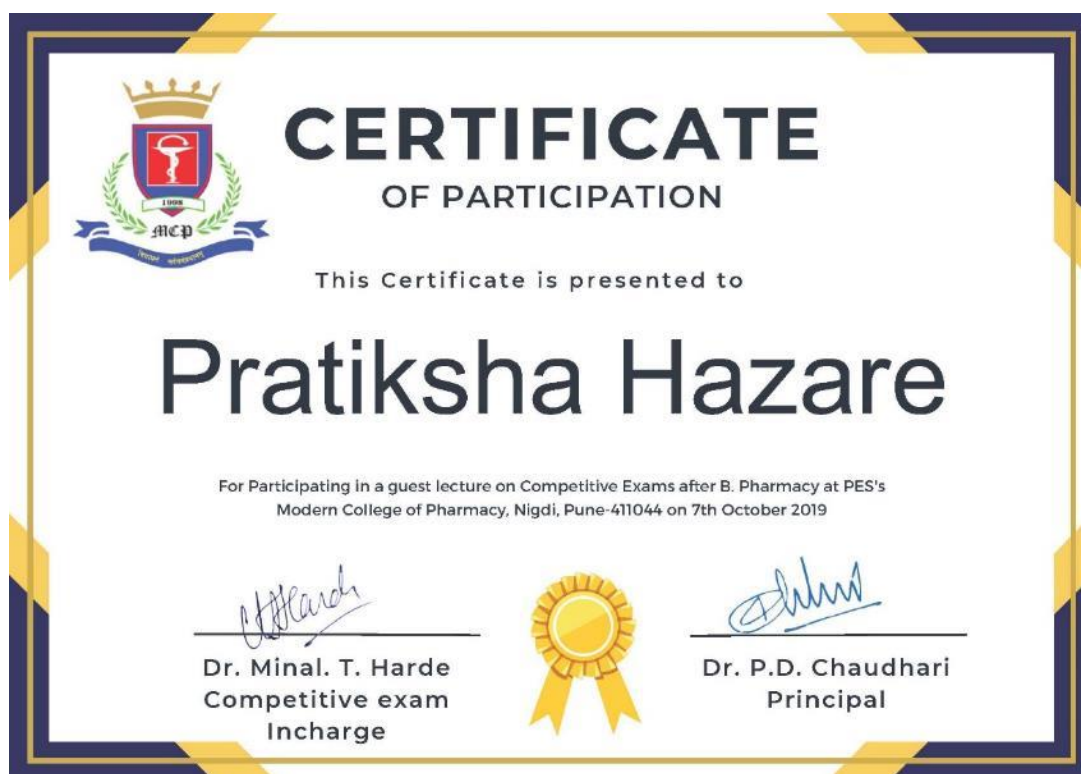 CERTIFICATE
OF PARTICIPATION
1998
MCP
This Certificate is presented to
Pratiksha Hazare
For Participating in a guest lecture on Competitive Exams after B. Pharmacy at PES's
Modern College of Pharmacy, Nigdi, Pune-411044 on 7th October 2019
Dr. Minal. T. Harde
Competitive exam
Incharge
Dr. P.D. Chaudhari
Principal